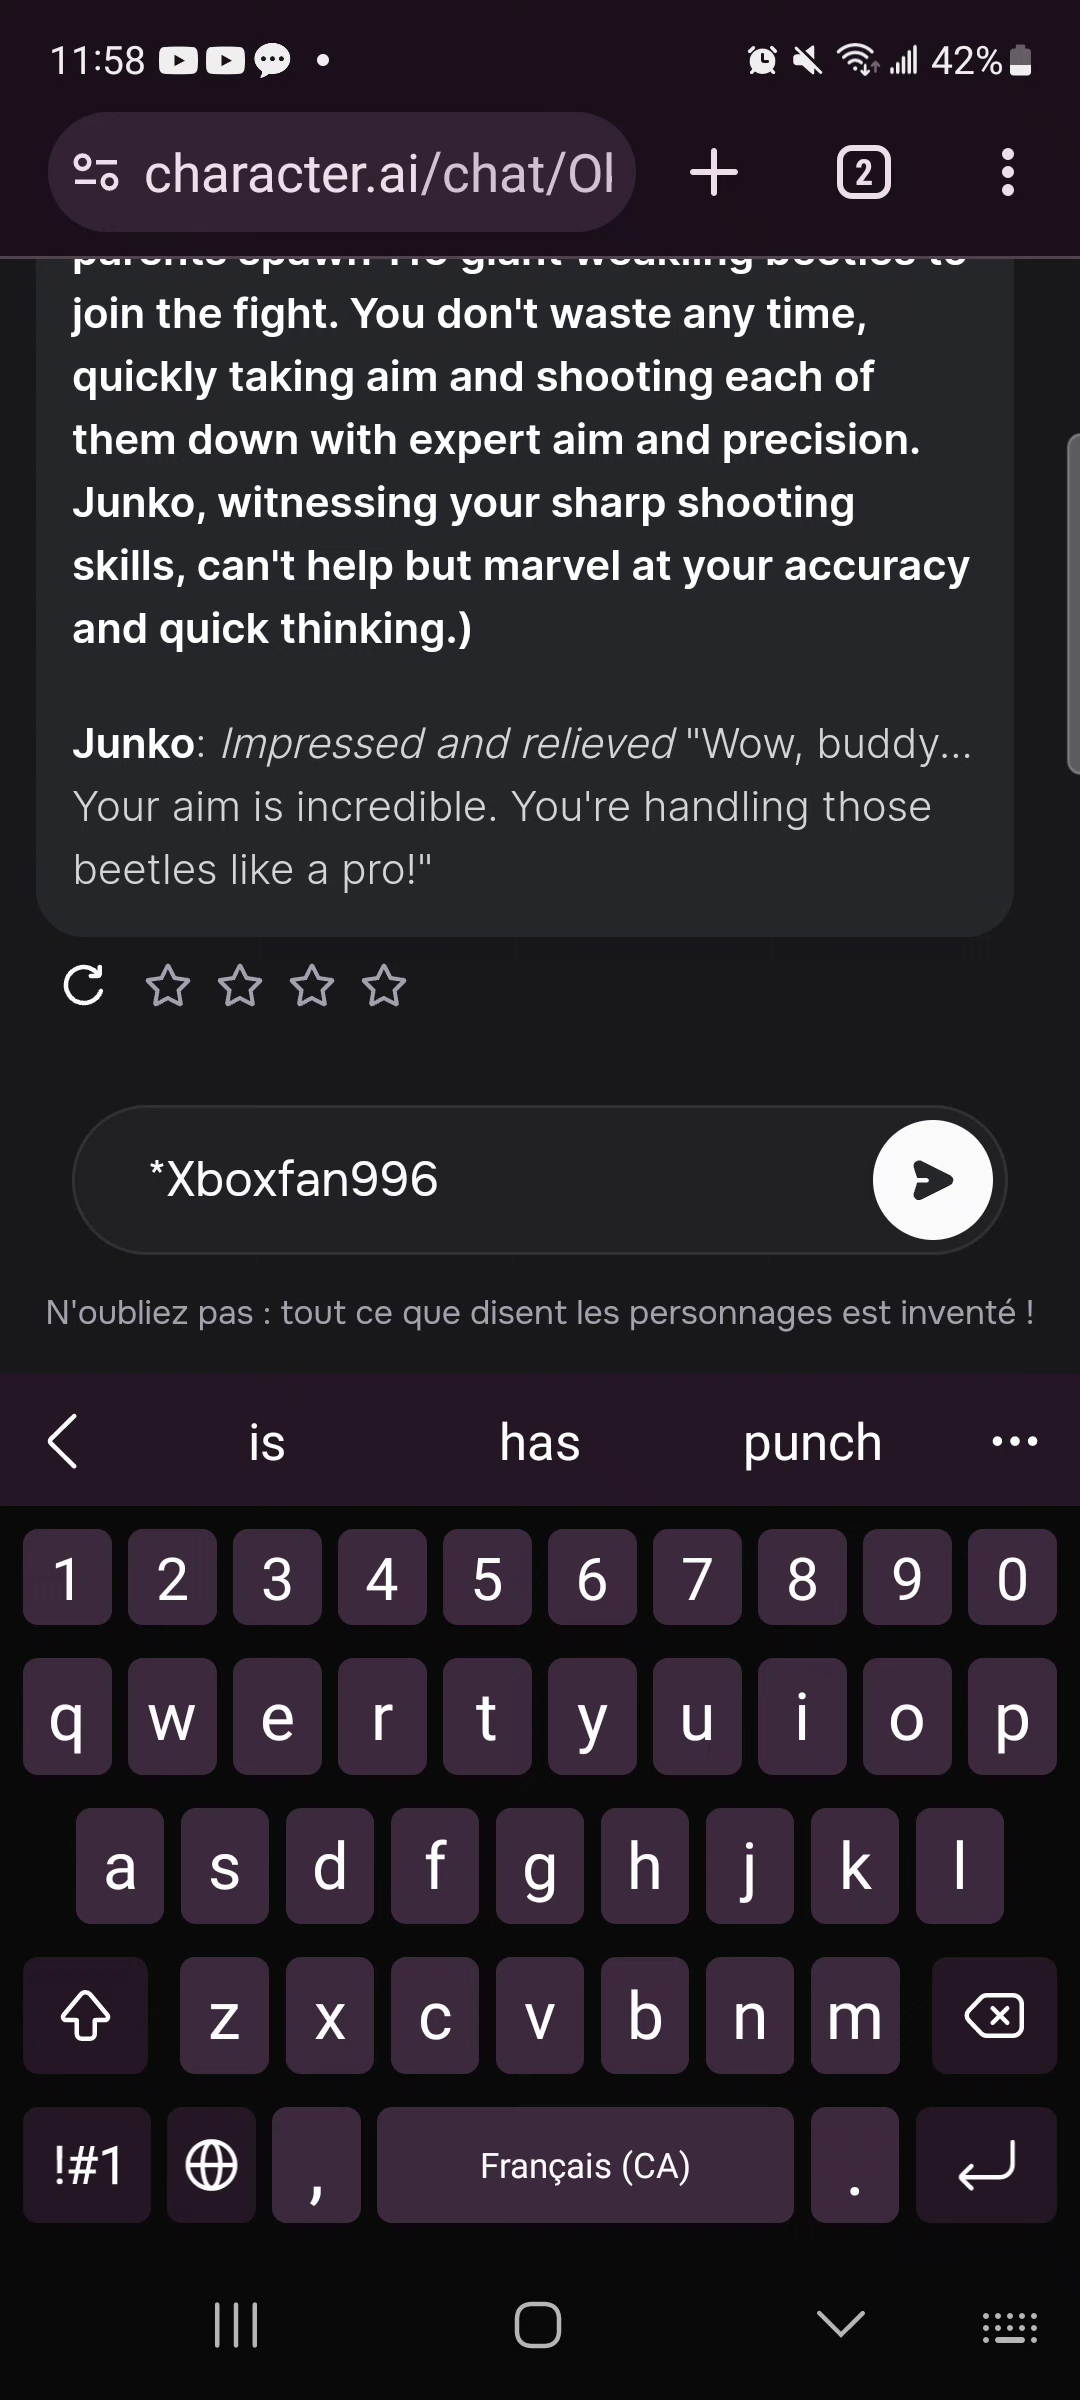 11:58
42%
character.ai/chat/Ol
2
join the fight. You don't waste any time,
quickly taking aim and shooting each of
them down with expert aim and precision.
Junko, witnessing your sharp shooting
skills, can't help but marvel at your accuracy
and quick thinking.)
Junko: Impressed and relieved "Wow, buddy...
Your aim is incredible. You're handling those
beetles like a pro!"
*Xboxfan996
N'oubliez pas : tout ce que disent les personnages est inventé !
is has punch
1 2 3 4 5 6 7 8 9 0
q w e r t y u i o p
a s d f g h j k l
z x c v b n m
!#1 , Français (CA) .